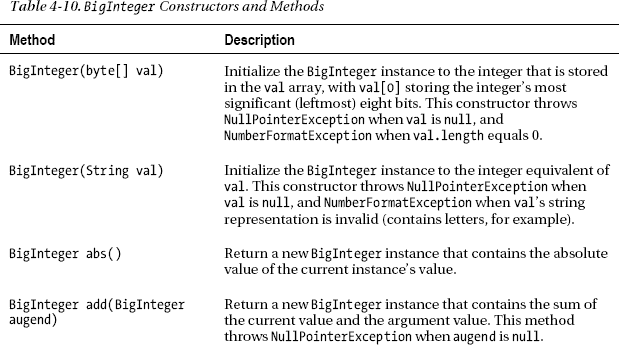 Table 4-10. BigInteger Constructors and Methods
Method Description
BigInteger(byte[] val) Initialize the BigInteger instance to the integer that is stored
in the val array, with val[0] storing the integer's most
significant (leftmost) eight bits. This constructor throws
NullPointerException when val is null, and
NumberFormatException when val.length equals 0.
BigInteger(String val) Initialize the BigInteger instance to the integer equivalent of
val. This constructor throws NullPointerException when
val is null, and NumberFormatException when val's string
representation is invalid (contains letters, for example).
BigInteger abs() Return a new BigInteger instance that contains the absolute
value of the current instance's value.
BigInteger add(BigInteger Return a new BigInteger instance that contains the sum of
augend) the current value and the argument value. This method
throws NullPointerException when augend is null.